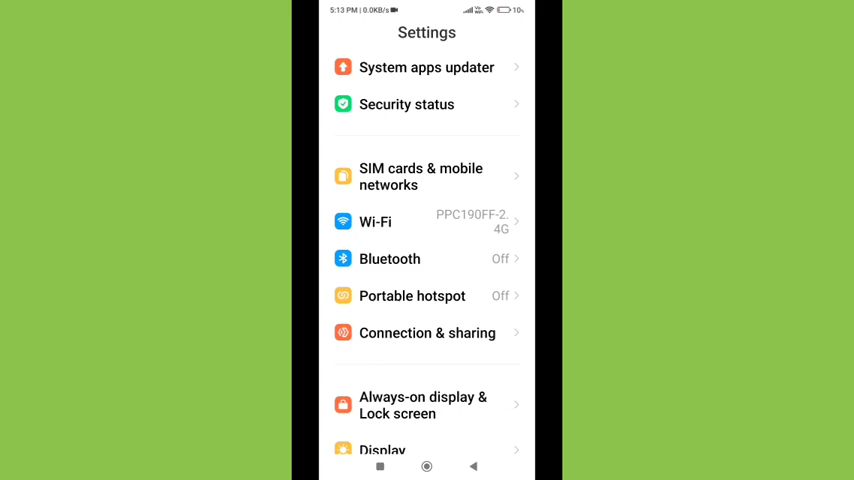 5:13 PM | 0.0KB/s
10%
Settings
System apps updater
Security status
SIM cards & mobile
networks
Wi-Fi
PPC190FF-2.
4G
Bluetooth
Off
Portable hotspot
Off
Connection & sharing
Always-on display &
Lock screen
Display